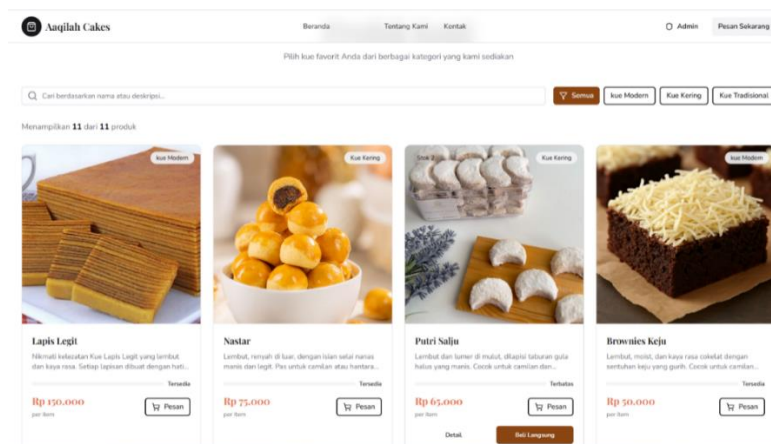 Aaqilah Cakes
Beranda
Tentang Kami
Kontak
Admin
Pesan Sekarang
Pilih kue favorit Anda dari berbagai kategori yang kami sediakan
Cari berdasarkan nama atau deskripsi...
Semua
kue Modern
Kue Kering
Kue Tradisional
Menampilkan 11 dari 11 produk
kue Modern
Kue Kering
Kue Kering
kue Modern
Lapis Legit
Nikmati kelezatan Kue Lapis Legit yang lembut
dan kaya rasa. Setiap lapisan dibuat dengan hati...
Tersedia
Rp 150.000
per item
Pesan
Nastar
Lembut, renyah di luar, dengan isian selai nanas
manis dan legit. Pas untuk camilan atau hantara...
Tersedia
Rp 75.000
per item
Pesan
Putri Salju
Lembut dan lumer di mulut, dilapisi taburan gula
halus yang manis. Cocok untuk camilan dan...
Terbatas
Rp 65.000
per item
Pesan
Detail
Beli Langsung
Brownies Keju
Lembut, moist, dan kaya rasa cokelat dengan
sentuhan keju yang gurih. Cocok untuk camilan...
Tersedia
Rp 50.000
per item
Pesan